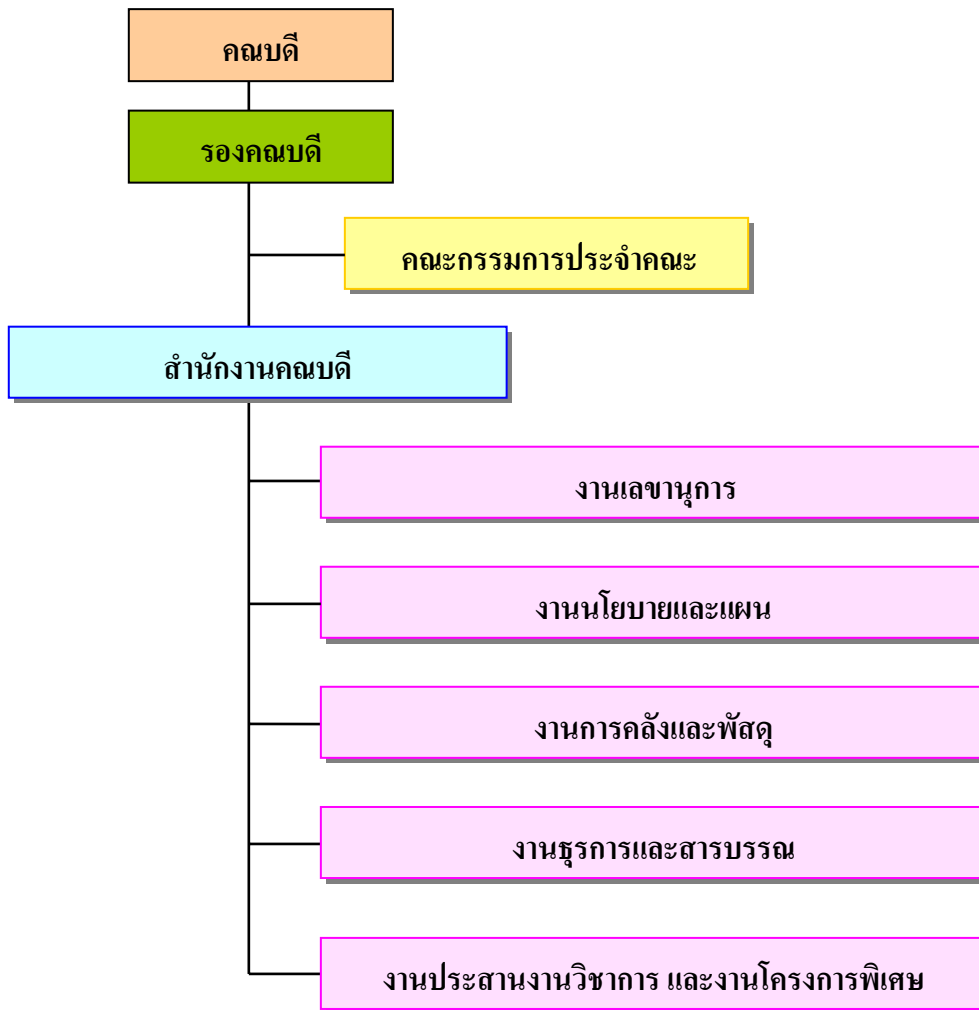 คณบดี
รองคณบดี
คณะกรรมการประจำคณะ
สำนักงานคณบดี
งานเลขานุการ
งานนโยบายและแผน
งานการคลังและพัสดุ
งานธุรการและสารบรรณ
งานประสานงานวิชาการ และงานโครงการพิเศษ